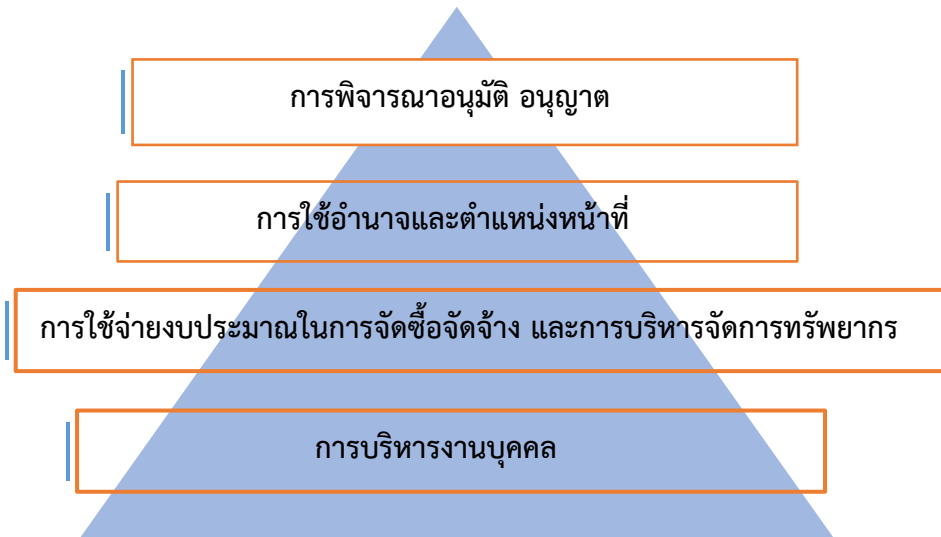 การพิจารณาอนุมัติ อนุญาต
การใช้อำนาจและตำแหน่งหน้าที่
การใช้จ่ายงบประมาณในการจัดซื้อจัดจ้าง และการบริหารจัดการทรัพยากร
การบริหารงานบุคคล